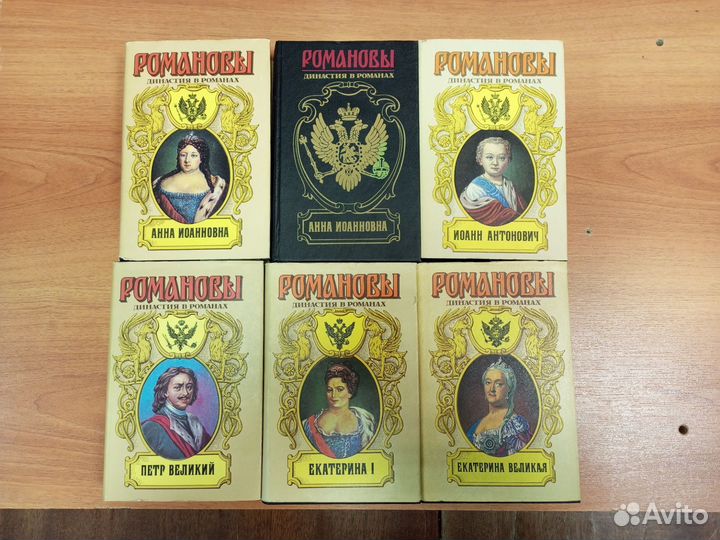 РОМАНОВЫ
ДИНАСТИЯ В РОМАНАХ
АННА ИОАННОВНА
РОМАНОВЫ
ДИНАСТИЯ В РОМАНАХ
АННА ИОАННОВНА
РОМАНОВЫ
ДИНАСТИЯ В РОМАНАХ
ИОАНН АНТОНОВИЧ
РОМАНОВЫ
ДИНАСТИЯ В РОМАНАХ
ПЕТР ВЕЛИКИЙ
РОМАНОВЫ
ДИНАСТИЯ В РОМАНАХ
ЕКАТЕРИНА I
РОМАНОВЫ
ДИНАСТИЯ В РОМАНАХ
ЕКАТЕРИНА ВЕЛИКАЯ
Avito